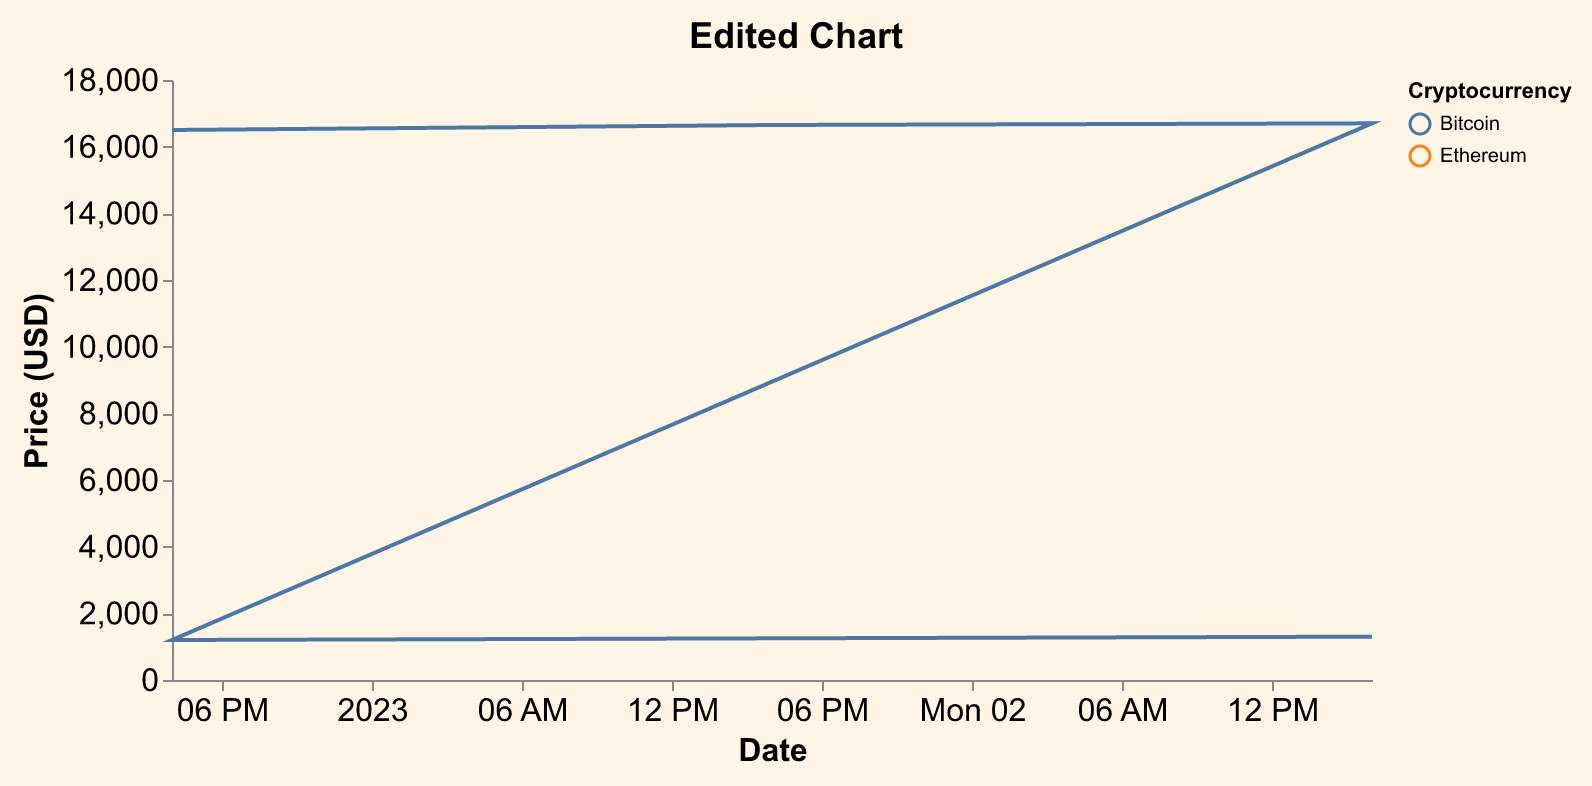 Edited Chart
18,000
16,000
14,000
12,000
10,000
8,000
6,000
4,000
2,000
0
Price (USD)
06 PM 2023 06 AM 12 PM 06 PM Mon 02 06 AM 12 PM
Date
Cryptocurrency
Bitcoin
Ethereum